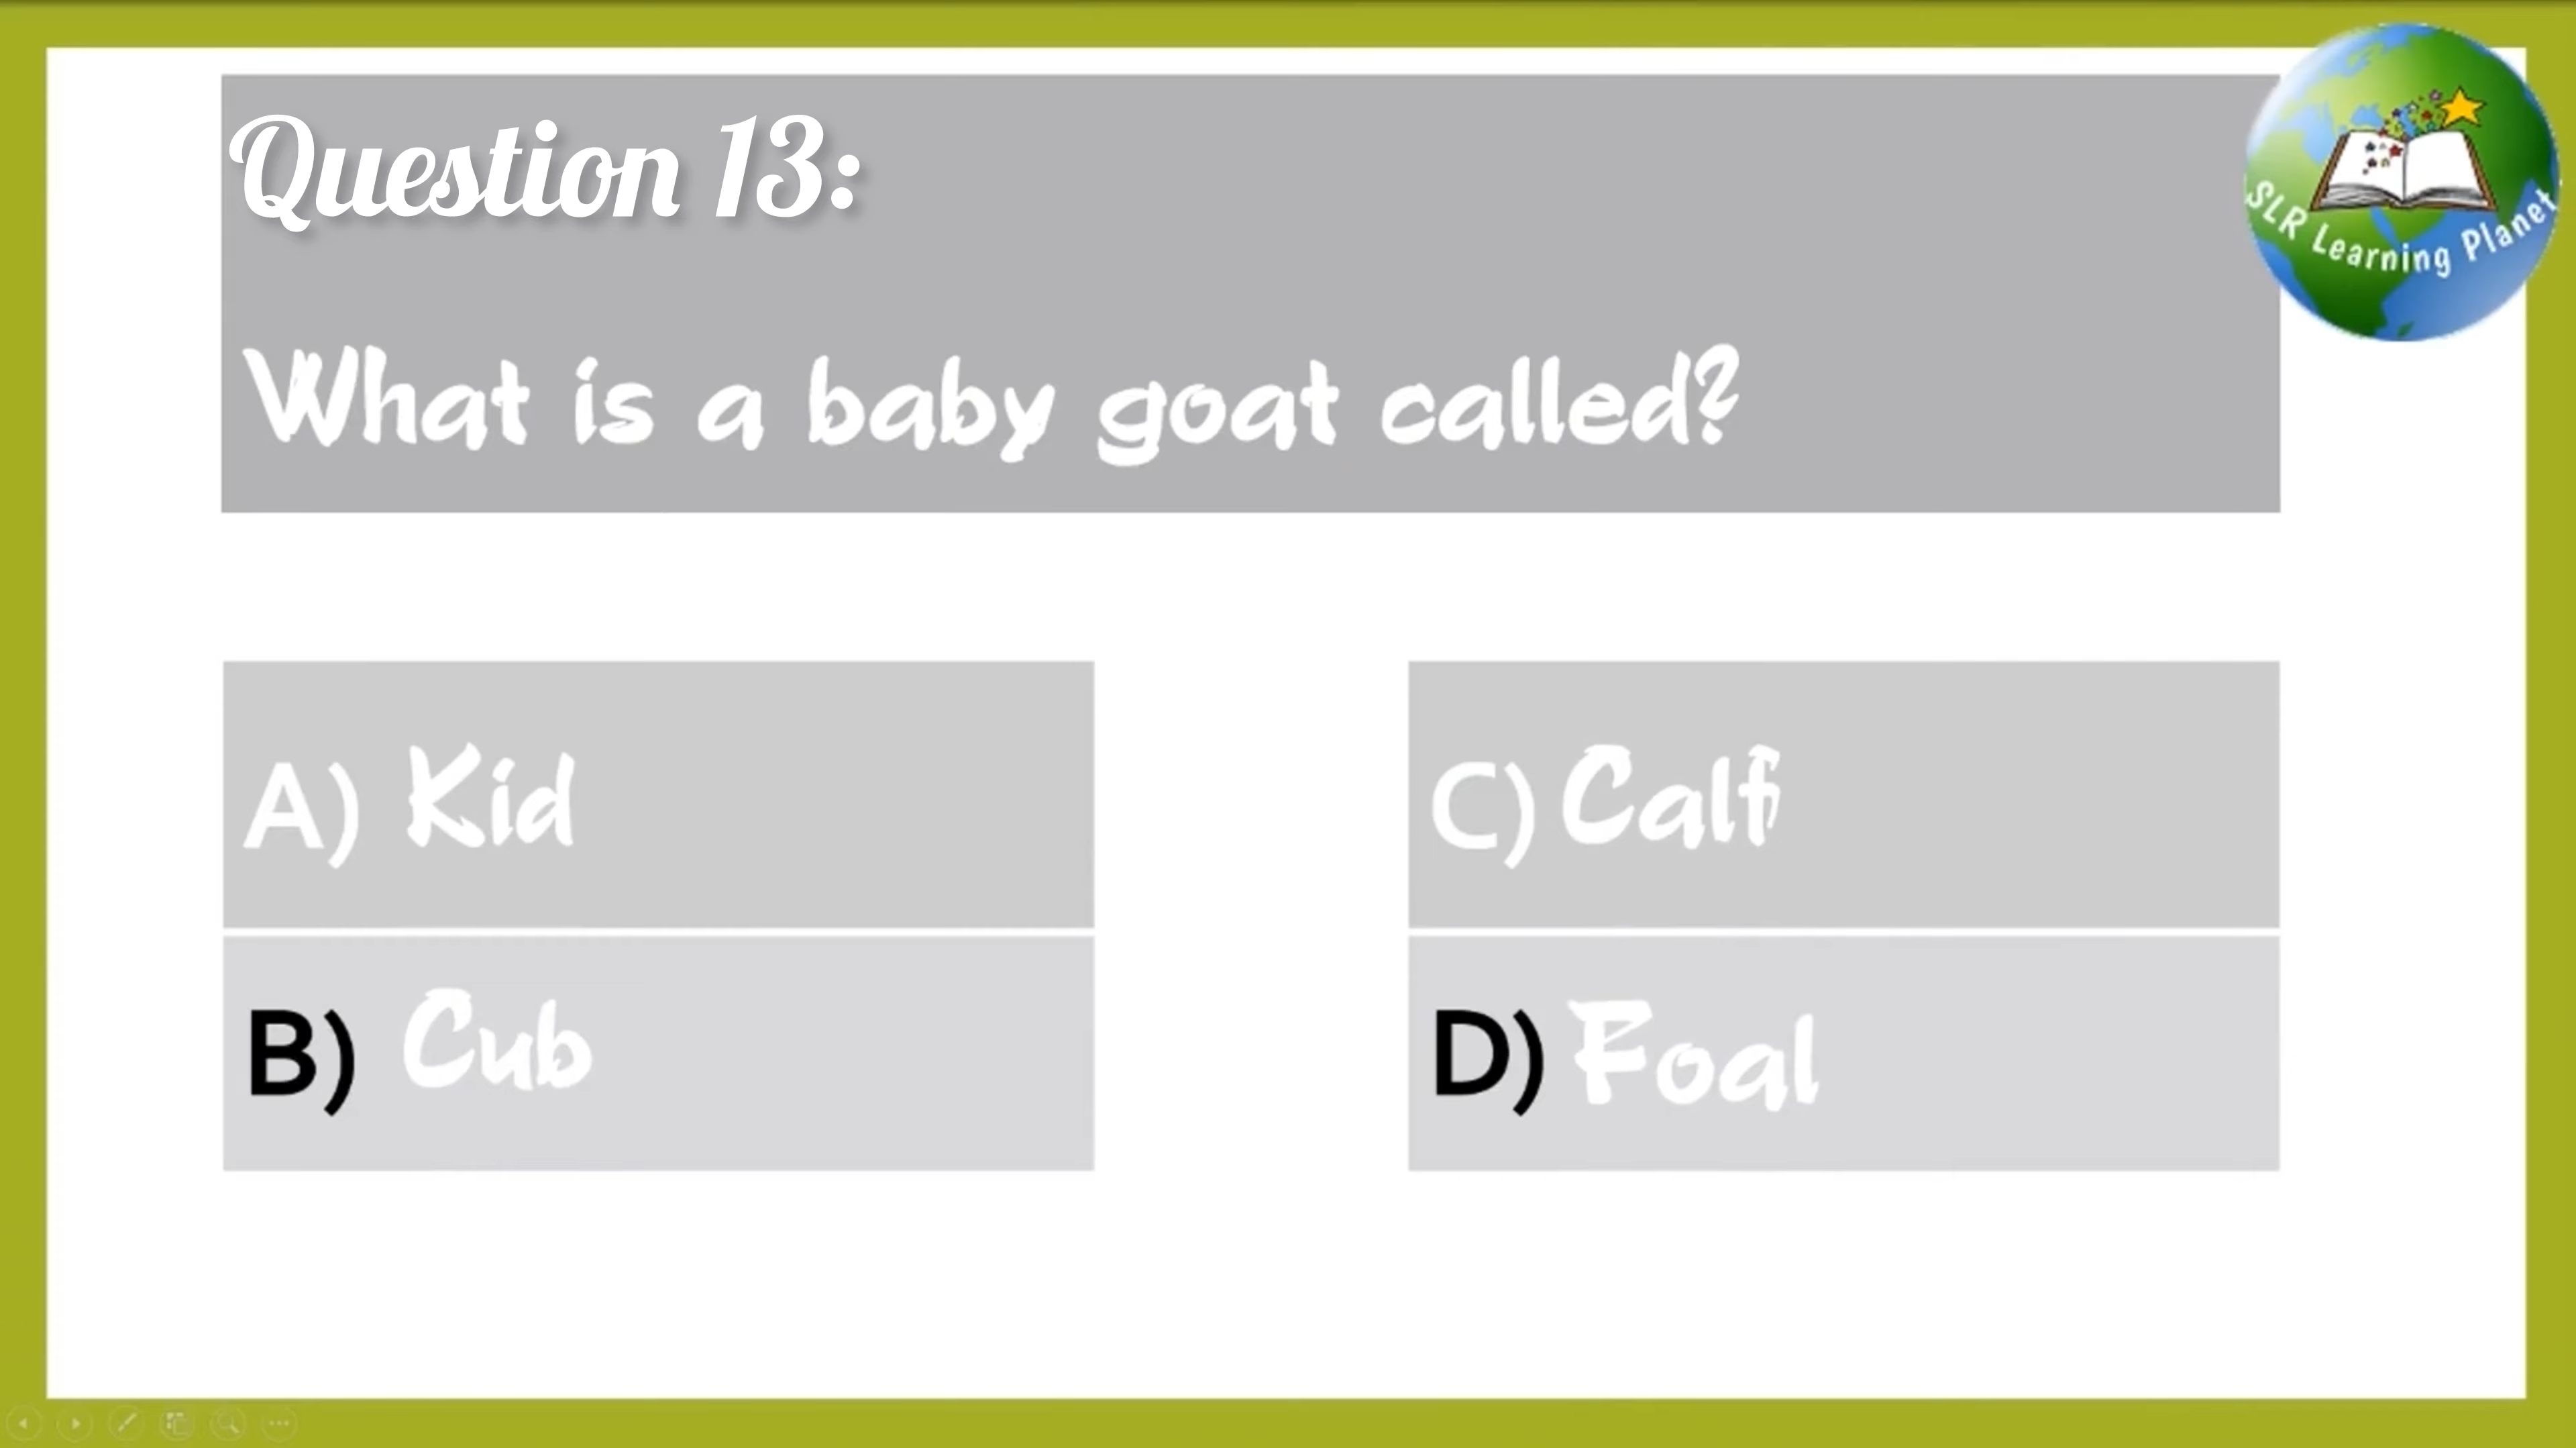 Question 13:
What is a baby goat called?
A) Kid
B) Cub
C) Calf
D) Foal
SLR Learning Planet